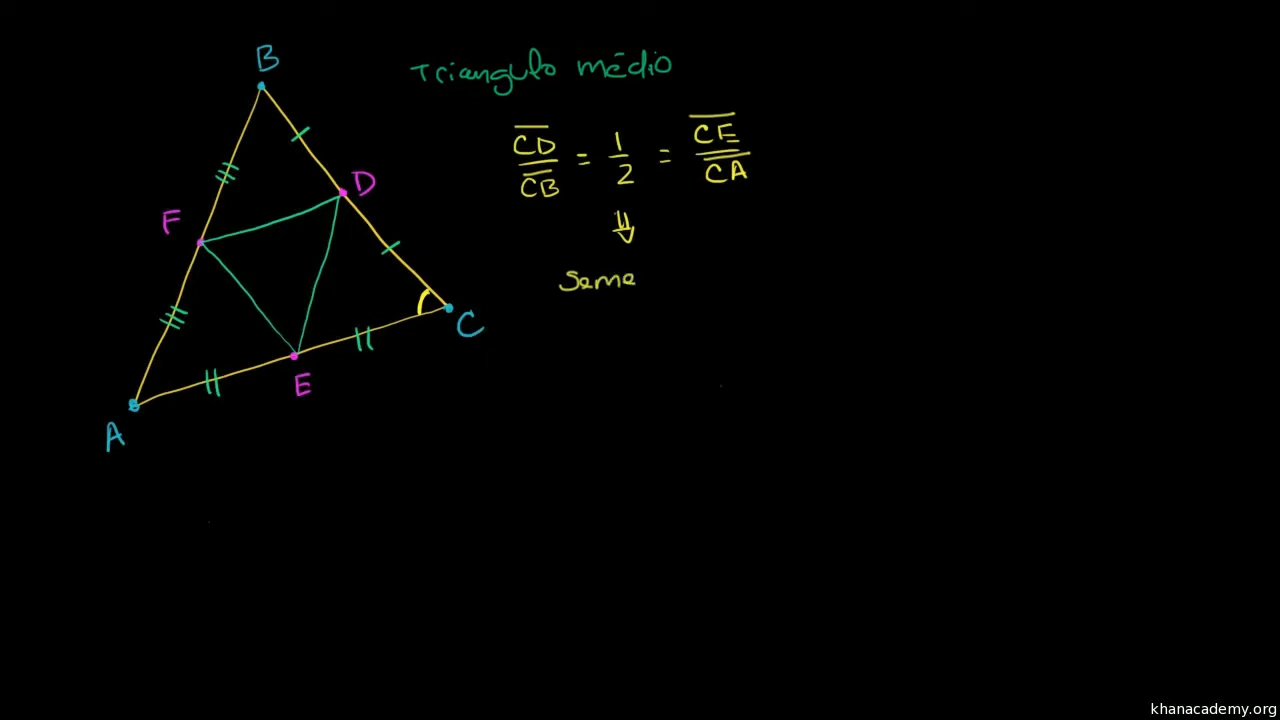 B
Triangulo médio
CD
CB
=
1
2
=
CE
CA
D
F
⇓
Seme
C
E
A
khanacademy.org